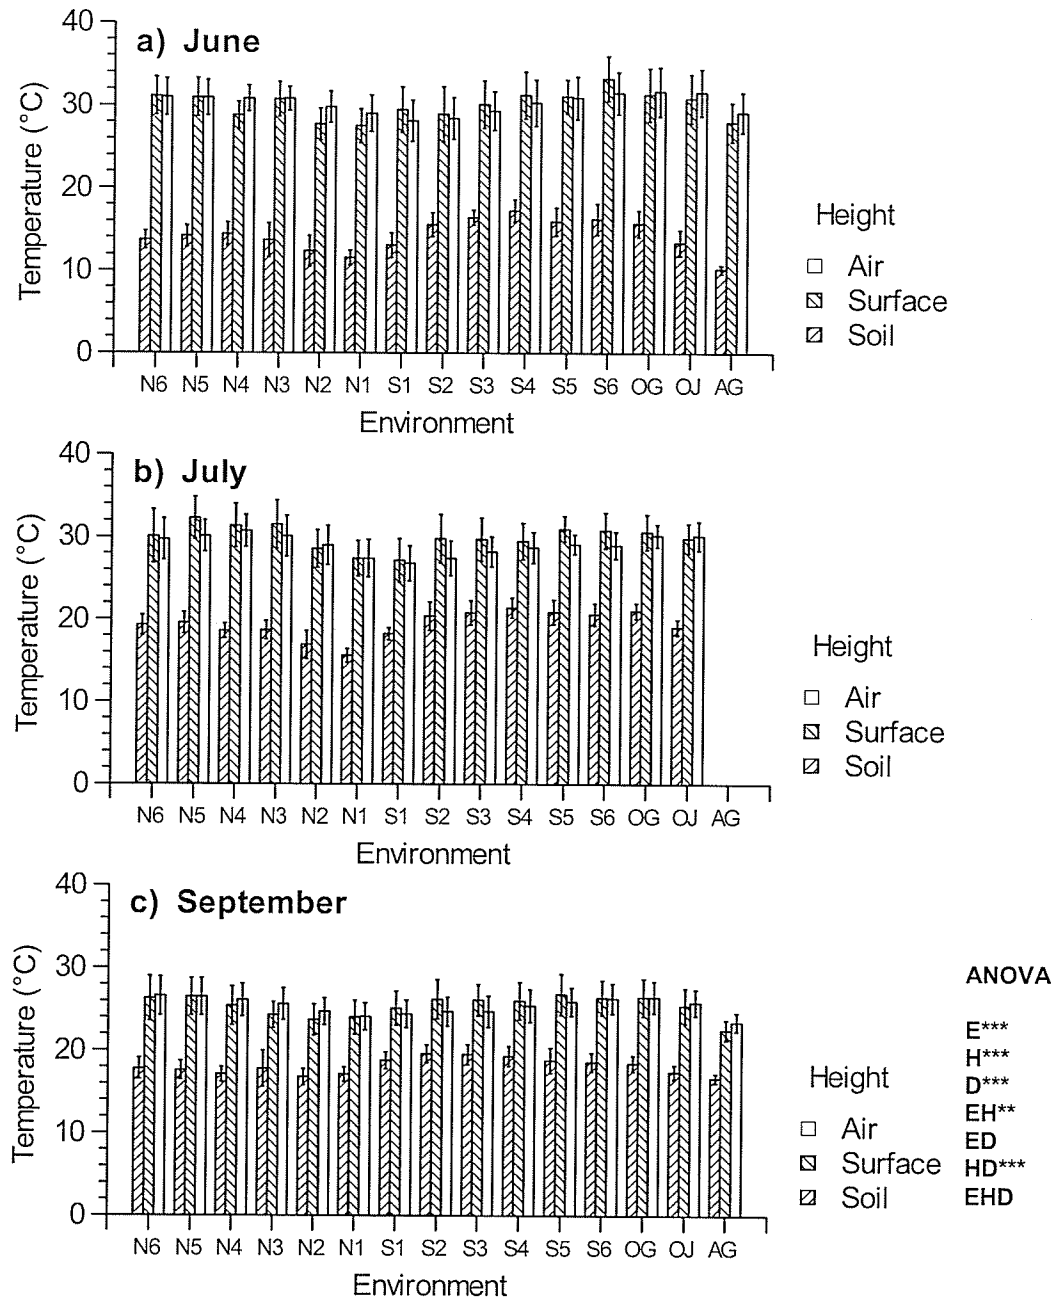 a) June
40
30
20
10
0
Temperature (°C)
N6 N5 N4 N3 N2 N1 S1 S2 S3 S4 S5 S6 OG OJ AG
Environment
Height
Air
Surface
Soil
b) July
40
30
20
10
0
Temperature (°C)
N6 N5 N4 N3 N2 N1 S1 S2 S3 S4 S5 S6 OG OJ AG
Environment
Height
Air
Surface
Soil
c) September
40
30
20
10
0
Temperature (°C)
N6 N5 N4 N3 N2 N1 S1 S2 S3 S4 S5 S6 OG OJ AG
Environment
Height
Air
Surface
Soil
ANOVA
E***
H***
D***
EH**
ED
HD***
EHD